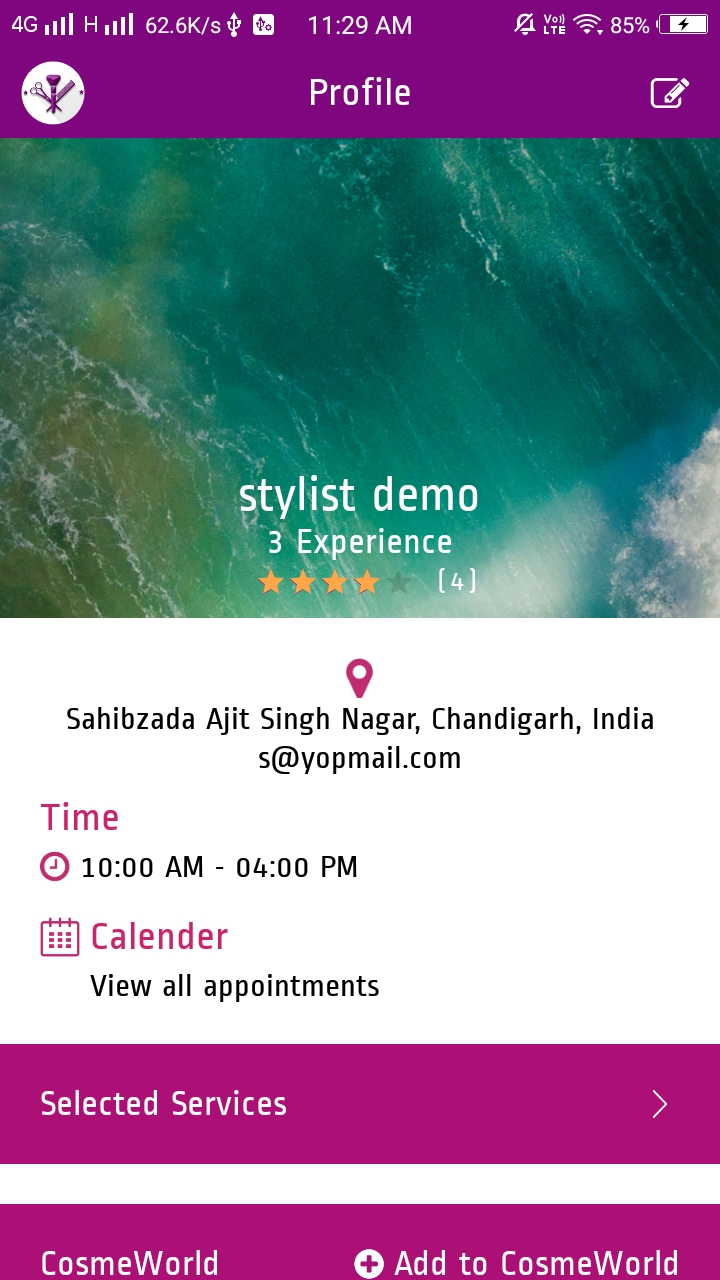 4G H 62.6K/s 11:29 AM Vo)) LTE 85%
Profile
stylist demo
3 Experience
(4)
Sahibzada Ajit Singh Nagar, Chandigarh, India
s@yopmail.com
Time
10:00 AM - 04:00 PM
Calender
View all appointments
Selected Services
CosmeWorld Add to CosmeWorld